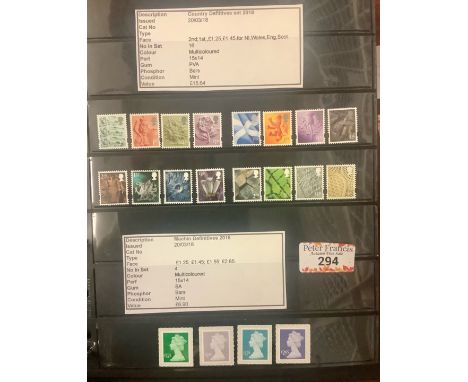 Description Country Definitives set 2018
Issued 20/03/18
Cat No
Type
Face 2nd,1st,,£1.25,£1.45,for NI,Wales,Eng,Scot.
No In Set 16
Colour Multicoloured
Perf 15x14
Gum PVA
Phosphor Bars
Condition Mint
Value £15.64
Description Machin Definitives 2018
Issued 20/03/18
Cat No
Type
Face £1.25, £1.45, £1.55, £2.65.
No In Set 4
Colour Multicoloured
Perf 15x14
Gum SA
Phosphor Bars
Condition Mint
Value £6.90
Peter Francis
294